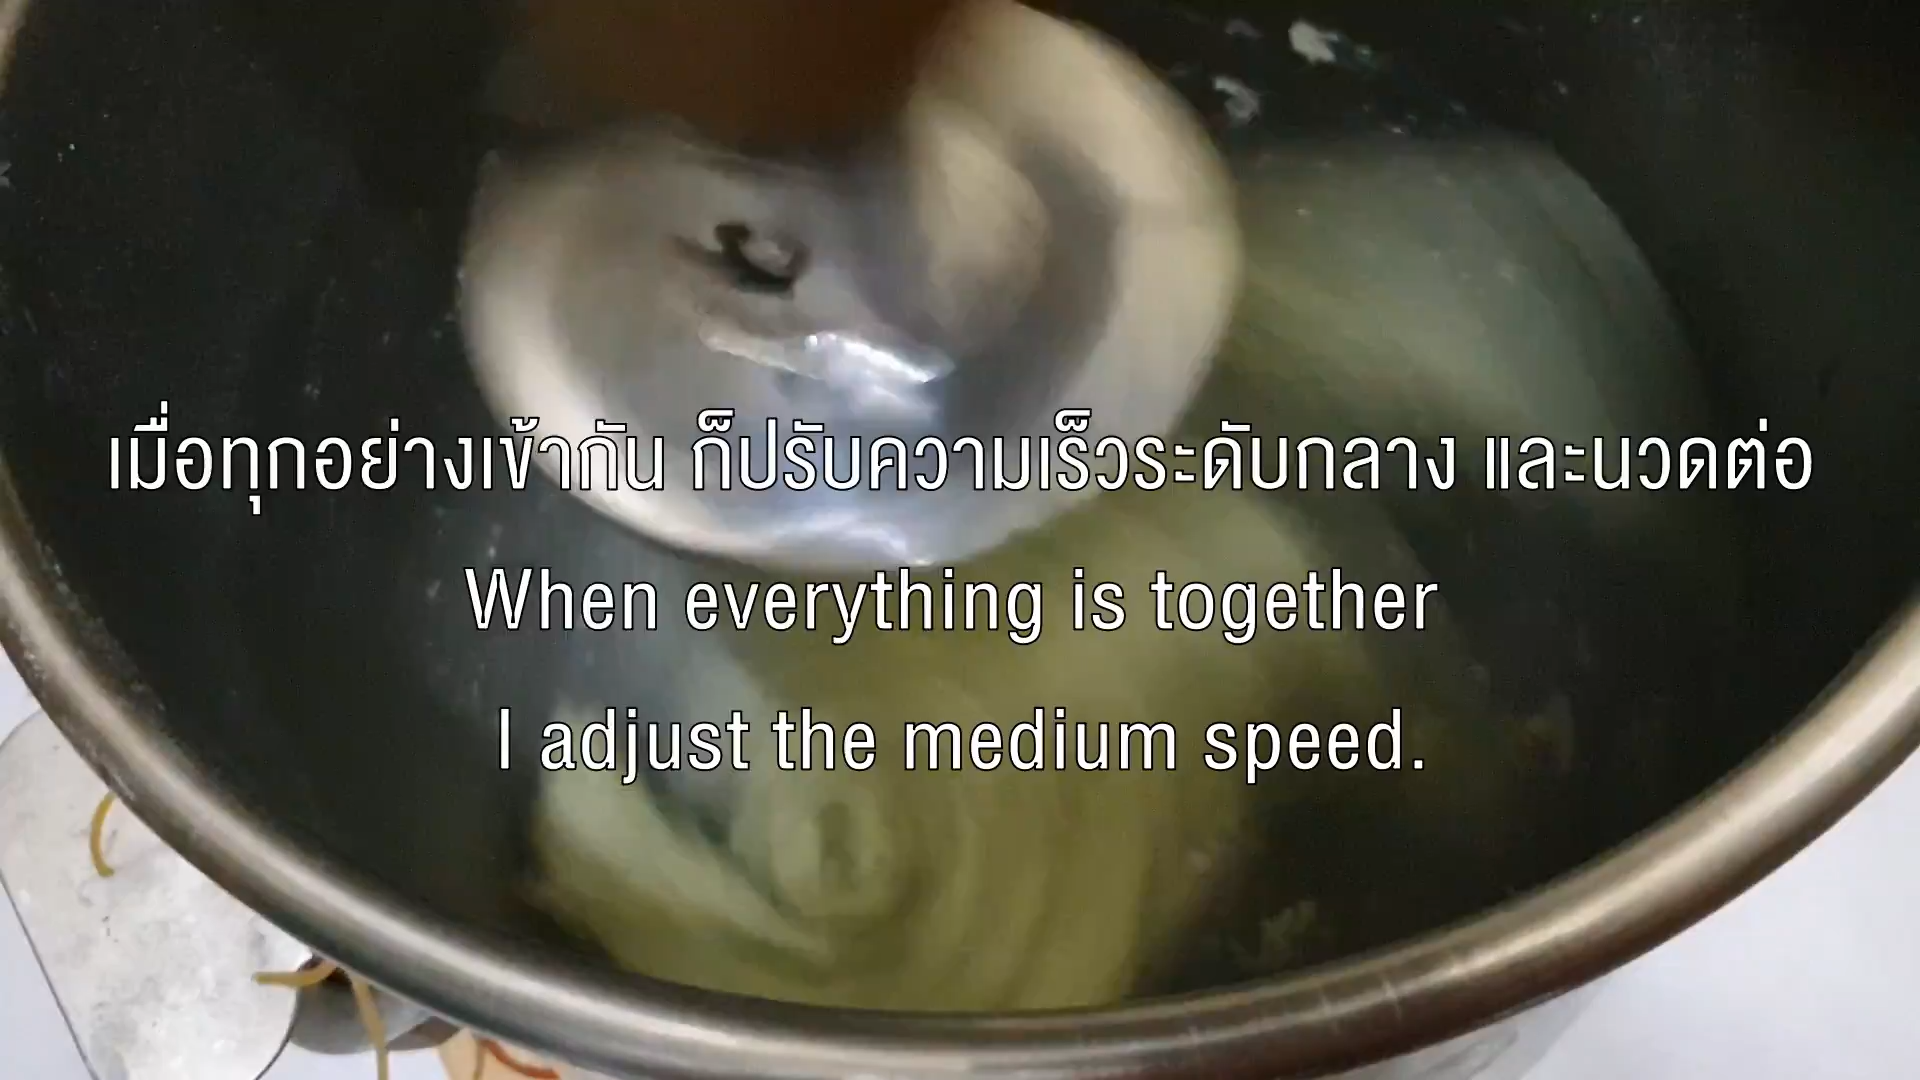 เมื่อทุกอย่างเข้ากัน ก็ปรับความเร็วระดับกลาง และนวดต่อ
When everything is together
I adjust the medium speed.